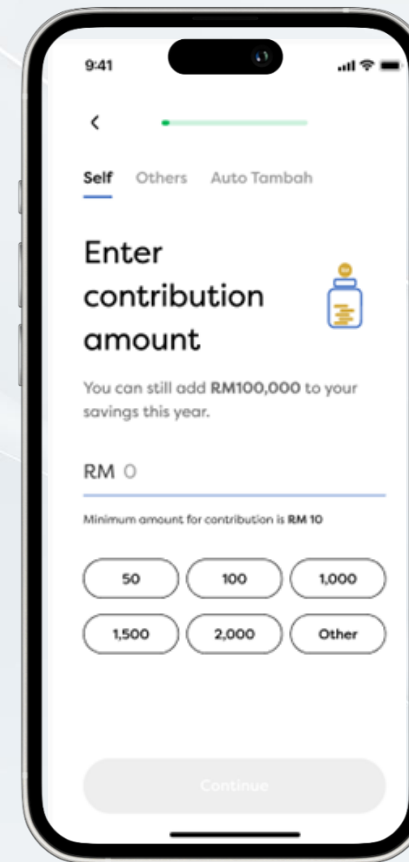 9:41
Self Others Auto Tambah
Enter
contribution
amount
You can still add RM100,000 to your
savings this year.
RM 0
Minimum amount for contribution is RM 10
50 100 1,000
1,500 2,000 Other
Continue